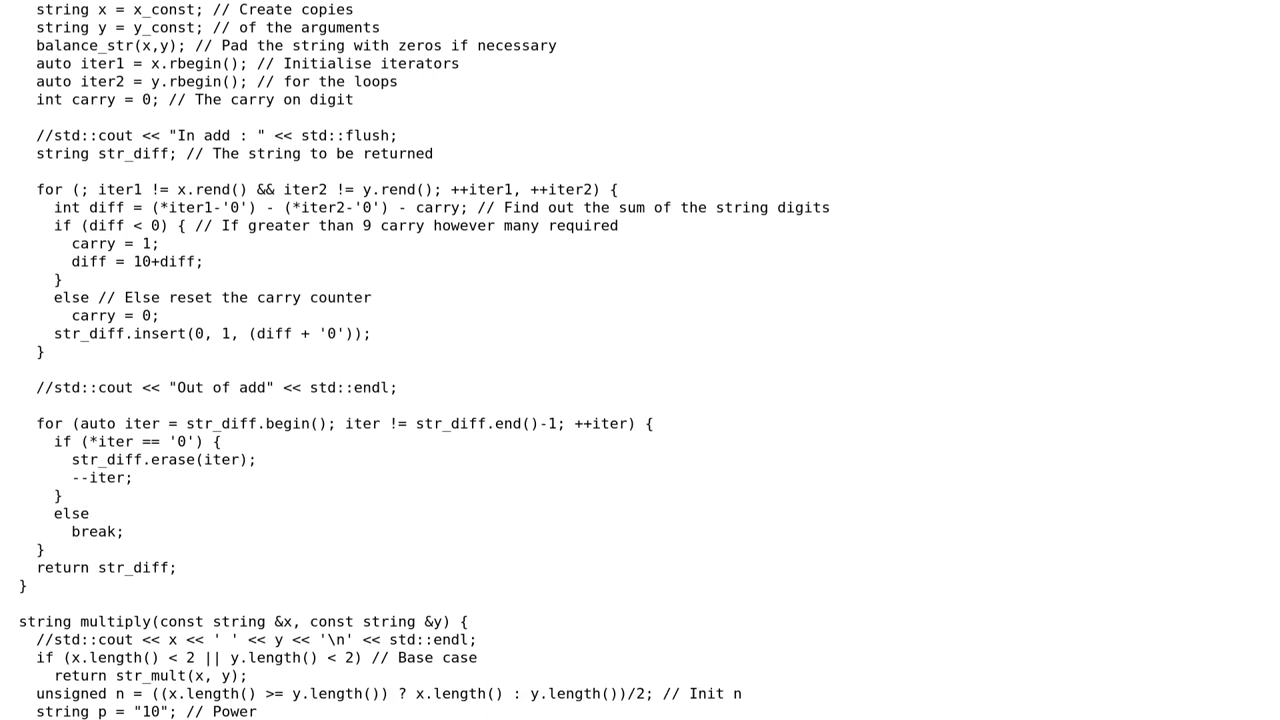 string x = x_const; // Create copies
string y = y_const; // of the arguments
balance_str(x,y); // Pad the string with zeros if necessary
auto iter1 = x.rbegin(); // Initialise iterators
auto iter2 = y.rbegin(); // for the loops
int carry = 0; // The carry on digit
//std::cout << "In add : " << std::flush;
string str_diff; // The string to be returned
for (; iter1 != x.rend() && iter2 != y.rend(); ++iter1, ++iter2) {
int diff = (*iter1-'0') - (*iter2-'0') - carry; // Find out the sum of the string digits
if (diff < 0) { // If greater than 9 carry however many required
carry = 1;
diff = 10+diff;
}
else // Else reset the carry counter
carry = 0;
str_diff.insert(0, 1, (diff + '0'));
}
//std::cout << "Out of add" << std::endl;
for (auto iter = str_diff.begin(); iter != str_diff.end()-1; ++iter) {
if (*iter == '0') {
str_diff.erase(iter);
--iter;
}
else
break;
}
return str_diff;
}
string multiply(const string &x, const string &y) {
//std::cout << x << ' ' << y << '\n' << std::endl;
if (x.length() < 2 || y.length() < 2) // Base case
return str_mult(x, y);
unsigned n = ((x.length() >= y.length()) ? x.length() : y.length())/2; // Init n
string p = "10"; // Power